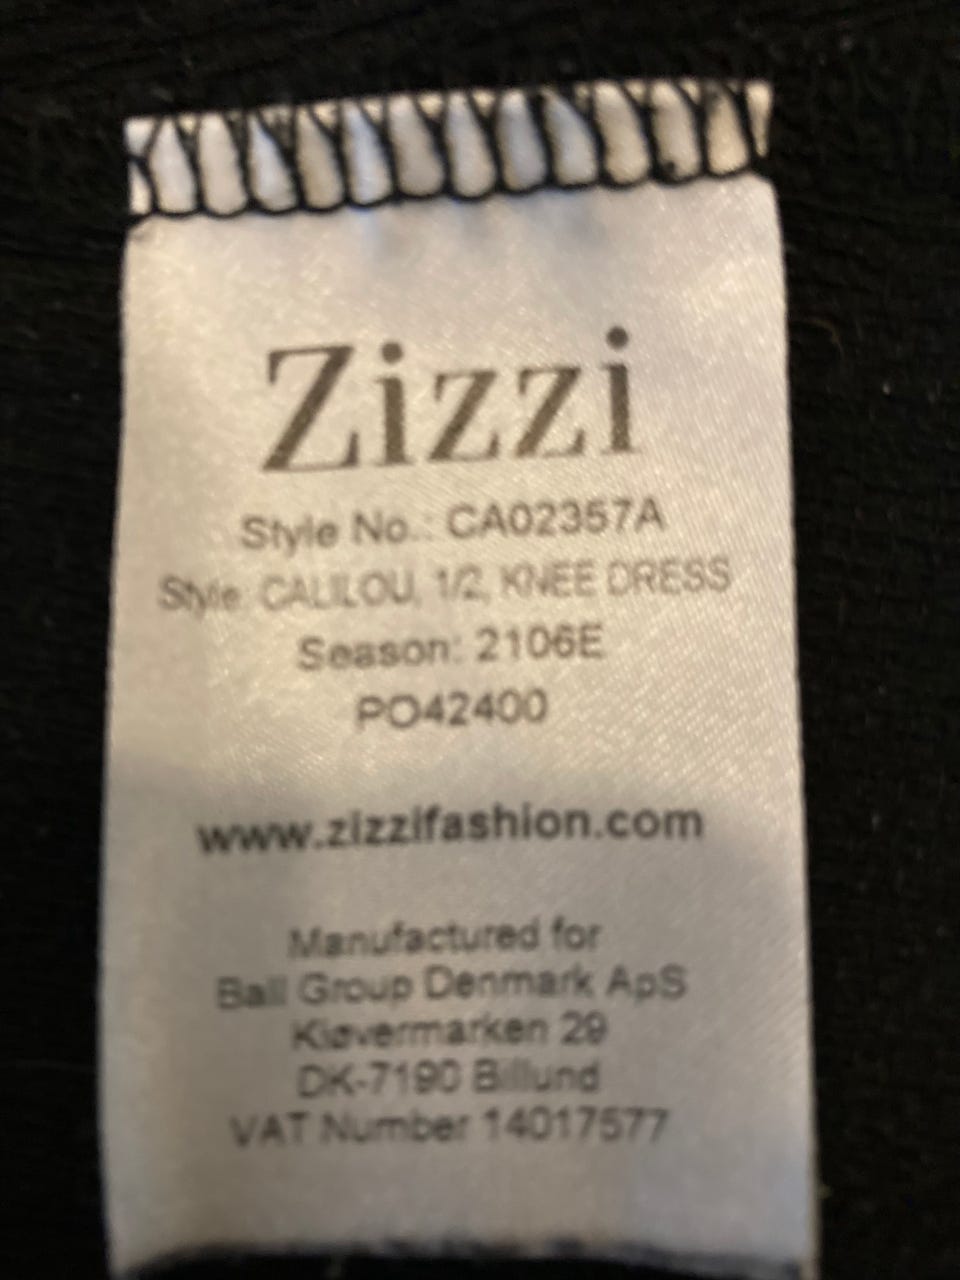 Zizzi
Style No.: CA02357A
Style: CALILOU, 1/2, KNEE DRESS
Season: 2106E
PO42400
www.zizzifashion.com
Manufactured for
Ball Group Denmark ApS
Kløvermarken 29
DK-7190 Billund
VAT Number 14017577